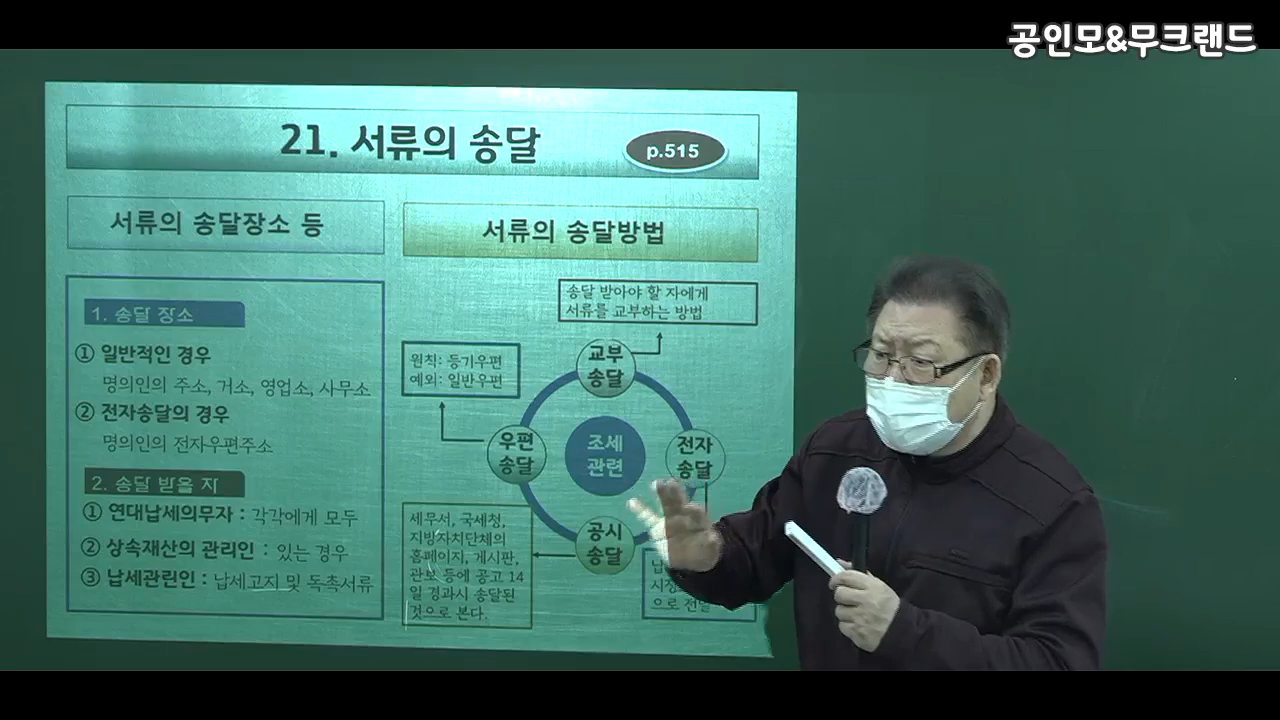 공인모&무크랜드
21. 서류의 송달
p.515
서류의 송달장소 등
서류의 송달방법
1. 송달 장소
① 일반적인 경우
명의인의 주소, 거소, 영업소, 사무소
② 전자송달의 경우
명의인의 전자우편주소
2. 송달 받을 자
① 연대납세의무자 : 각각에게 모두
② 상속재산의 관리인 : 있는 경우
③ 납세관린인 : 납세고지 및 독촉서류
송달 받아야 할 자에게
서류를 교부하는 방법
교부
송달
원칙: 등기우편
예외: 일반우편
우편
송달
조세
관련
전자
송달
공시
송달
세무서, 국세청,
지방자치단체의
홈페이지, 게시판,
관보 등에 공고 14
일 경과시 송달된
것으로 본다.